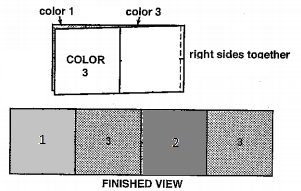 color 1 color 3
COLOR
3
right sides together
1 3 2 3
FINISHED VIEW